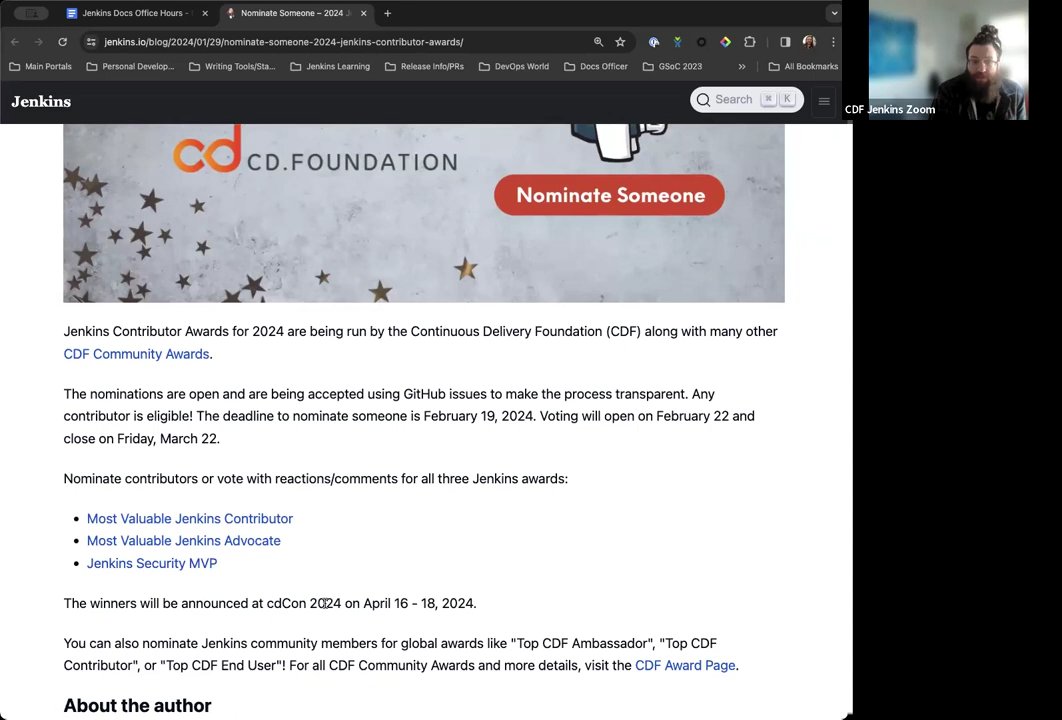 Jenkins Docs Office Hours -
Nominate Someone – 2024 J
jenkins.io/blog/2024/01/29/nominate-someone-2024-jenkins-contributor-awards/
Main Portals
Personal Develop...
Writing Tools/Sta...
Jenkins Learning
Release Info/PRs
DevOps World
Docs Officer
GSoC 2023
»
All Bookmarks
Jenkins
Search ⌘ K
CDF Jenkins Zoom
cd CD.FOUNDATION
Nominate Someone
Jenkins Contributor Awards for 2024 are being run by the Continuous Delivery Foundation (CDF) along with many other
CDF Community Awards.
The nominations are open and are being accepted using GitHub issues to make the process transparent. Any
contributor is eligible! The deadline to nominate someone is February 19, 2024. Voting will open on February 22 and
close on Friday, March 22.
Nominate contributors or vote with reactions/comments for all three Jenkins awards:
• Most Valuable Jenkins Contributor
• Most Valuable Jenkins Advocate
• Jenkins Security MVP
The winners will be announced at cdCon 2024 on April 16 - 18, 2024.
You can also nominate Jenkins community members for global awards like "Top CDF Ambassador", "Top CDF
Contributor", or "Top CDF End User"! For all CDF Community Awards and more details, visit the CDF Award Page.
About the author